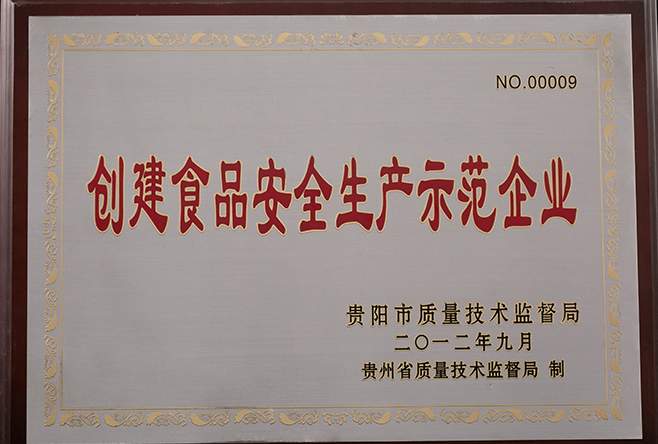 NO.00009
创建食品安全生产示范企业
贵阳市质量技术监督局
二〇一二年九月
贵州省质量技术监督局 制